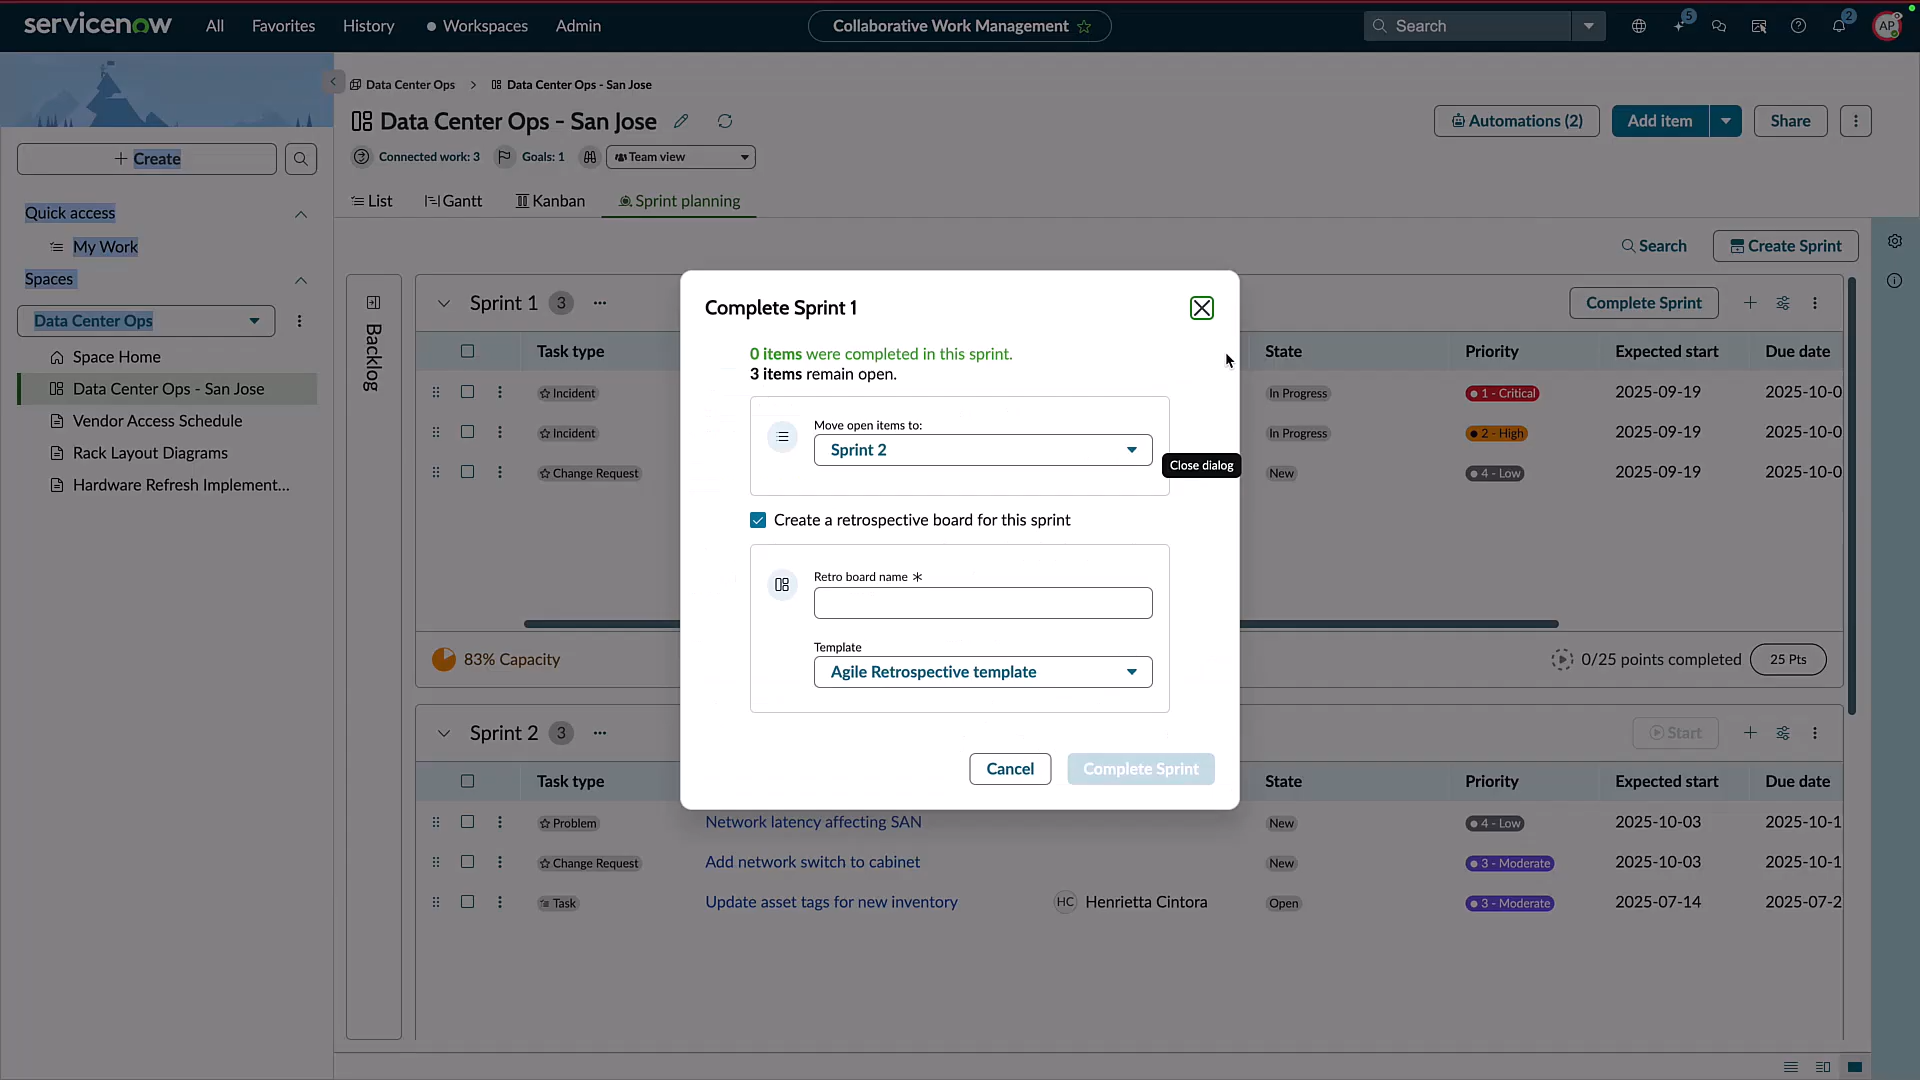 servicenow
All
Favorites
History
Workspaces
Admin
Collaborative Work Management
Search
5
2
AP
Data Center Ops > Data Center Ops - San Jose
Data Center Ops - San Jose
Automations (2)
Add item
Share
Connected work: 3
Goals: 1
Team view
List
Gantt
Kanban
Sprint planning
+ Create
Quick access
My Work
Spaces
Data Center Ops
Space Home
Data Center Ops - San Jose
Vendor Access Schedule
Rack Layout Diagrams
Hardware Refresh Implement...
Search
Create Sprint
Backlog
Sprint 1 3 ...
Complete Sprint
Task type
State
Priority
Expected start
Due date
Incident
In Progress
1 - Critical
2025-09-19
2025-10-0
Incident
In Progress
2 - High
2025-09-19
2025-10-0
Change Request
New
4 - Low
2025-09-19
2025-10-0
83% Capacity
0/25 points completed
25 Pts
Complete Sprint 1
0 items were completed in this sprint.
3 items remain open.
Move open items to:
Sprint 2
Close dialog
Create a retrospective board for this sprint
Retro board name *
Template
Agile Retrospective template
Cancel
Complete Sprint
Sprint 2 3 ...
Start
Task type
State
Priority
Expected start
Due date
Problem
Network latency affecting SAN
New
4 - Low
2025-10-03
2025-10-1
Change Request
Add network switch to cabinet
New
3 - Moderate
2025-10-03
2025-10-1
Task
Update asset tags for new inventory
HC
Henrietta Cintora
Open
3 - Moderate
2025-07-14
2025-07-2